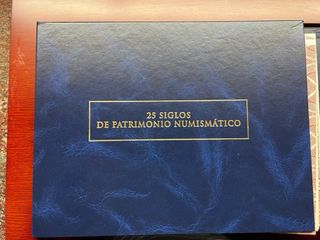 25 SIGLOS
DE PATRIMONIO NUMISMÁTICO